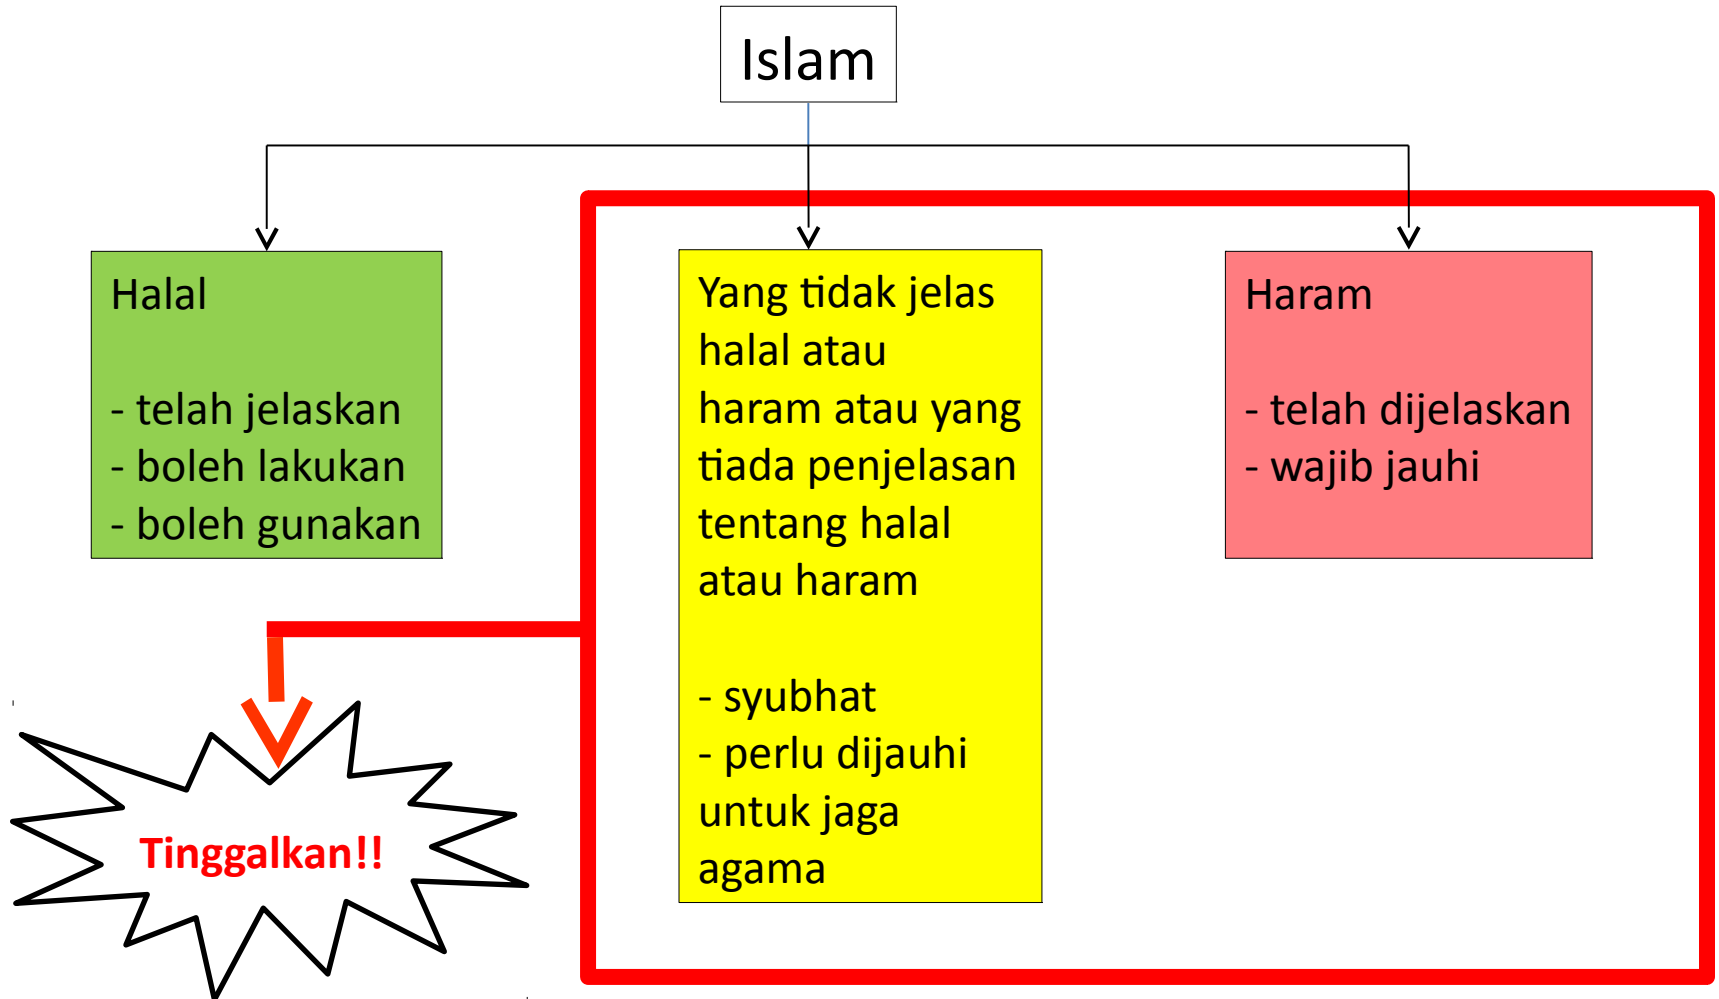 Islam
Halal
- telah jelaskan
- boleh lakukan
- boleh gunakan
Yang tidak jelas
halal atau
haram atau yang
tiada penjelasan
tentang halal
atau haram
- syubhat
- perlu dijauhi
untuk jaga
agama
Haram
- telah dijelaskan
- wajib jauhi
Tinggalkan!!